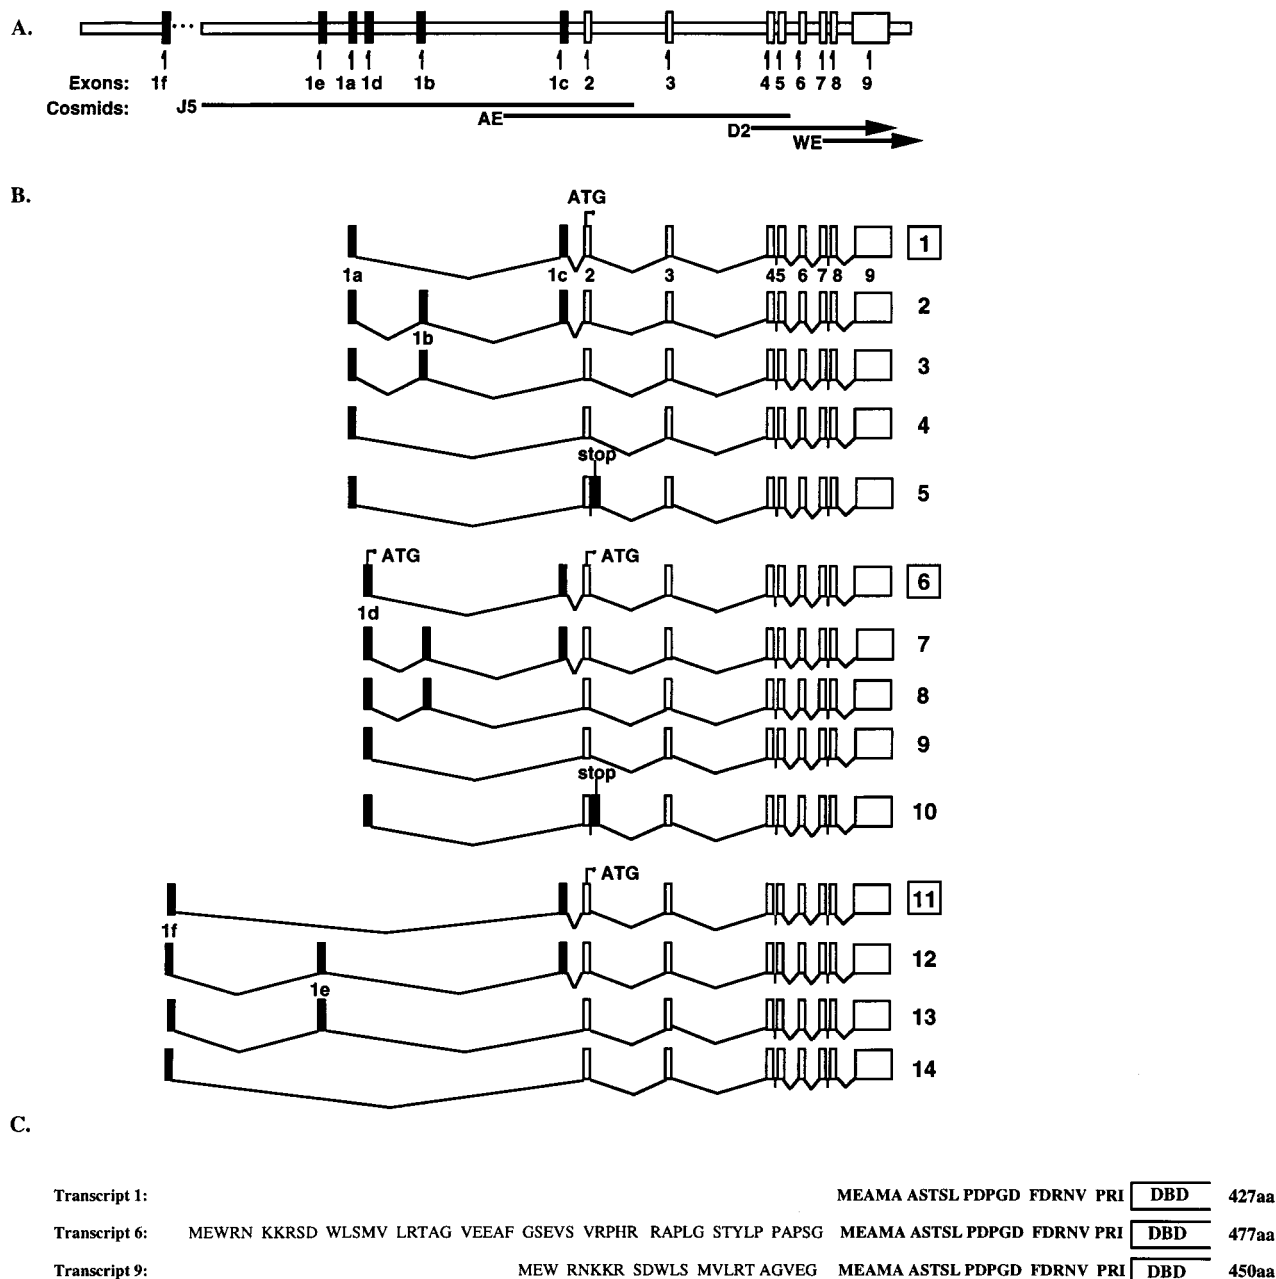 A.
Exons: 1f 1e 1a 1d 1b 1c 2 3 4 5 6 7 8 9
Cosmids: J5
AE
D2
WE
B.
ATG
1
1a 1c 2 3 45 6 7 8 9
2
1b
3
4
stop
5
ATG ATG
6
1d
7
8
9
stop
10
ATG
11
1f
12
1e
13
14
C.
Transcript 1: MEAMA ASTSL PDPGD FDRNV PRI DBD 427aa
Transcript 6: MEWRN KKRSD WLSMV LRTAG VEEAF GSEVS VRPHR RAPLG STYLP PAPSG MEAMA ASTSL PDPGD FDRNV PRI DBD 477aa
Transcript 9: MEW RNKKR SDWLS MVLRT AGVEG MEAMA ASTSL PDPGD FDRNV PRI DBD 450aa